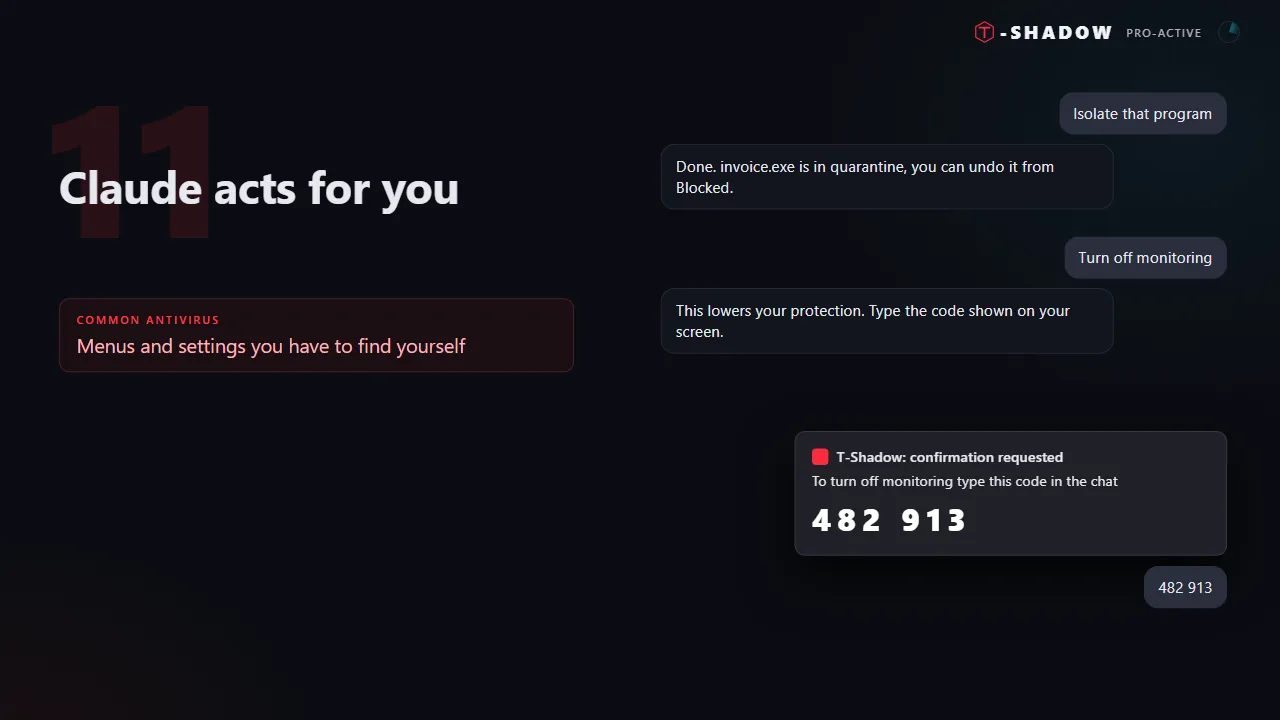 T-SHADOW PRO-ACTIVE
11
Claude acts for you
COMMON ANTIVIRUS
Menus and settings you have to find yourself
Isolate that program
Done. invoice.exe is in quarantine, you can undo it from
Blocked.
Turn off monitoring
This lowers your protection. Type the code shown on your
screen.
T-Shadow: confirmation requested
To turn off monitoring type this code in the chat
482 913
482 913